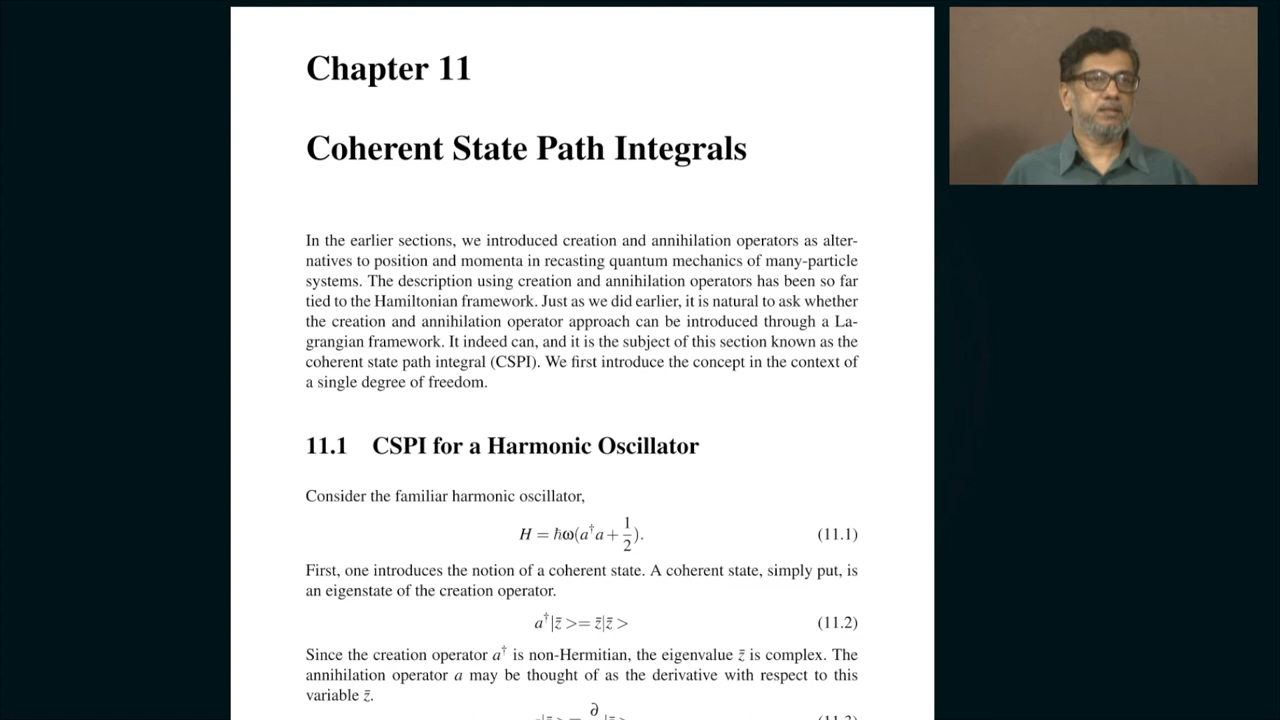 Chapter 11
Coherent State Path Integrals
In the earlier sections, we introduced creation and annihilation operators as alter-
natives to position and momenta in recasting quantum mechanics of many-particle
systems. The description using creation and annihilation operators has been so far
tied to the Hamiltonian framework. Just as we did earlier, it is natural to ask whether
the creation and annihilation operator approach can be introduced through a La-
grangian framework. It indeed can, and it is the subject of this section known as the
coherent state path integral (CSPI). We first introduce the concept in the context of
a single degree of freedom.
11.1 CSPI for a Harmonic Oscillator
Consider the familiar harmonic oscillator,
H = ℏω(a†a + 1/2). (11.1)
First, one introduces the notion of a coherent state. A coherent state, simply put, is
an eigenstate of the creation operator.
a†|z̄ >= z̄|z̄ > (11.2)
Since the creation operator a† is non-Hermitian, the eigenvalue z̄ is complex. The
annihilation operator a may be thought of as the derivative with respect to this
variable z̄.